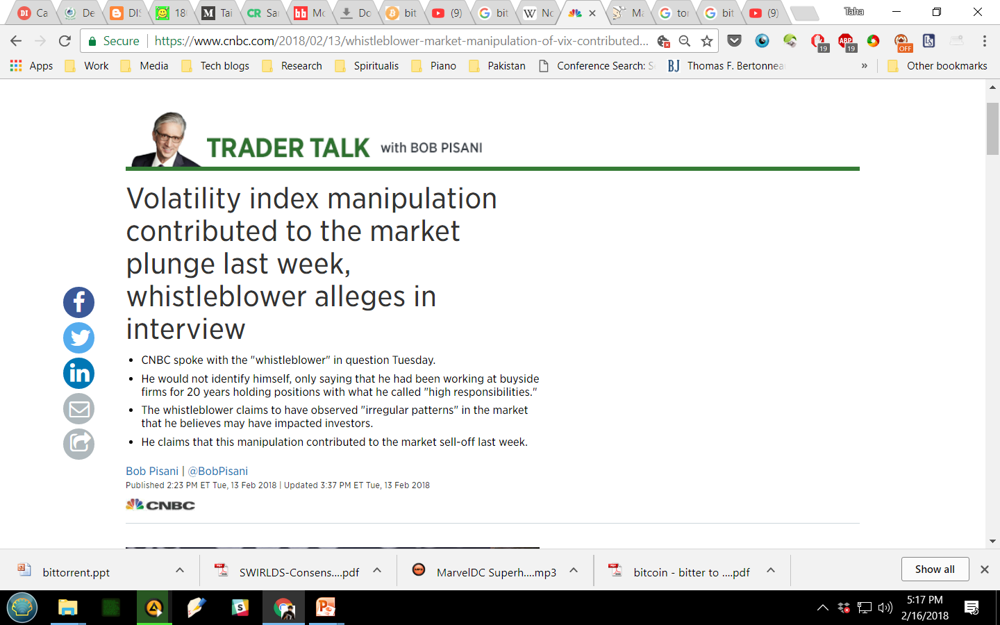 Ca
De
DI
18
Tai
Sa
Mo
Do
bit
(9)
bit
No
Ma
tor
bit
(9)
Taha
Secure | https://www.cnbc.com/2018/02/13/whistleblower-market-manipulation-of-vix-contributed...
19
ABP
19
OFF
LS
Apps
Work
Media
Tech blogs
Research
Spiritualis
Piano
Pakistan
Conference Search: S
BJ Thomas F. Bertonnea
»
Other bookmarks
TRADER TALK with BOB PISANI
Volatility index manipulation
contributed to the market
plunge last week,
whistleblower alleges in
interview
• CNBC spoke with the "whistleblower" in question Tuesday.
• He would not identify himself, only saying that he had been working at buyside
firms for 20 years holding positions with what he called "high responsibilities."
• The whistleblower claims to have observed "irregular patterns" in the market
that he believes may have impacted investors.
• He claims that this manipulation contributed to the market sell-off last week.
Bob Pisani | @BobPisani
Published 2:23 PM ET Tue, 13 Feb 2018 | Updated 3:37 PM ET Tue, 13 Feb 2018
CNBC
bittorrent.ppt
SWIRLDS-Consens....pdf
MarvelDC Superh....mp3
bitcoin - bitter to ....pdf
Show all
5:17 PM
2/16/2018